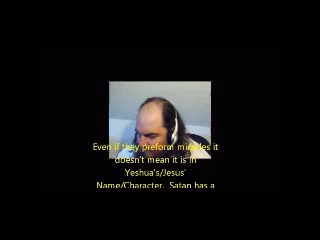 Even if they preform miracles it
doesn't mean it is in
Yeshua's/Jesus'
Name/Character. Satan has a